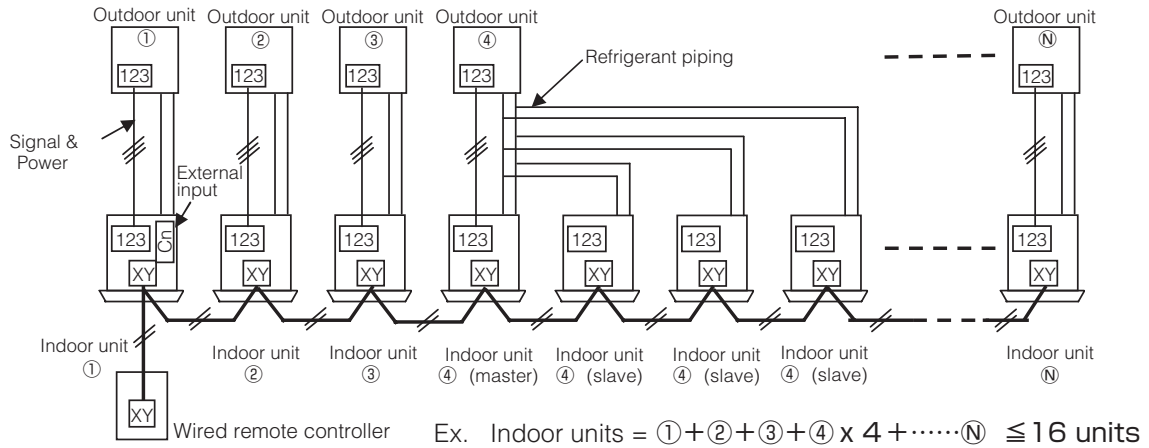 Outdoor unit Outdoor unit Outdoor unit Outdoor unit Outdoor unit
① ② ③ ④ Ⓝ
123 123 123 123 123
Refrigerant piping
Signal &
Power
External
input
123 Cn 123 123 123 123 123 123 123
XY XY XY XY XY XY XY XY
Indoor unit Indoor unit Indoor unit Indoor unit Indoor unit Indoor unit Indoor unit Indoor unit
① ② ③ ④ (master) ④ (slave) ④ (slave) ④ (slave) Ⓝ
XY
Wired remote controller
Ex. Indoor units = ①+②+③+④ x 4+······Ⓝ ≦16 units